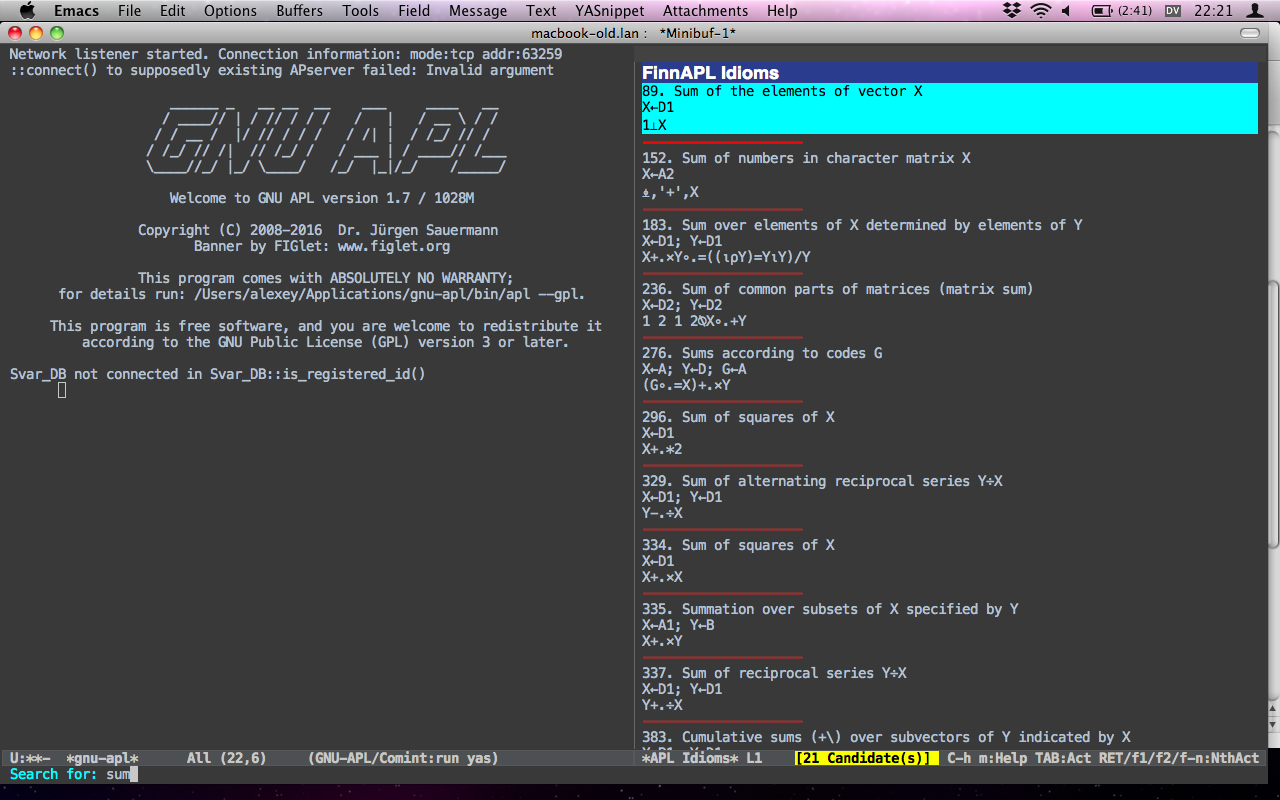 Emacs File Edit Options Buffers Tools Field Message Text YASnippet Attachments Help (2:41) DV 22:21
macbook-old.lan : *Minibuf-1*
Network listener started. Connection information: mode:tcp addr:63259
::connect() to supposedly existing APserver failed: Invalid argument
GNU APL
Welcome to GNU APL version 1.7 / 1028M
Copyright (C) 2008-2016 Dr. Jürgen Sauermann
Banner by FIGlet: www.figlet.org
This program comes with ABSOLUTELY NO WARRANTY;
for details run: /Users/alexey/Applications/gnu-apl/bin/apl --gpl.
This program is free software, and you are welcome to redistribute it
according to the GNU Public License (GPL) version 3 or later.
Svar_DB not connected in Svar_DB::is_registered_id()
FinnAPL Idioms
89. Sum of the elements of vector X
X←D1
1⊥X
152. Sum of numbers in character matrix X
X←A2
⍎,'+',X
183. Sum over elements of X determined by elements of Y
X←D1; Y←D1
X+.×Y∘.=((⍳⍴Y)=Y⍳Y)/Y
236. Sum of common parts of matrices (matrix sum)
X←D2; Y←D2
1 2 1 2⍉X∘.+Y
276. Sums according to codes G
X←A; Y←D; G←A
(G∘.=X)+.×Y
296. Sum of squares of X
X←D1
X+.*2
329. Sum of alternating reciprocal series Y÷X
X←D1; Y←D1
Y-.÷X
334. Sum of squares of X
X←D1
X+.×X
335. Summation over subsets of X specified by Y
X←A1; Y←B
X+.×Y
337. Sum of reciprocal series Y÷X
X←D1; Y←D1
Y+.÷X
383. Cumulative sums (+\) over subvectors of Y indicated by X
U:**- *gnu-apl* All (22,6) (GNU-APL/Comint:run yas)
*APL Idioms* L1 [21 Candidate(s)] C-h m:Help TAB:Act RET/f1/f2/f-n:NthAct
Search for: sum